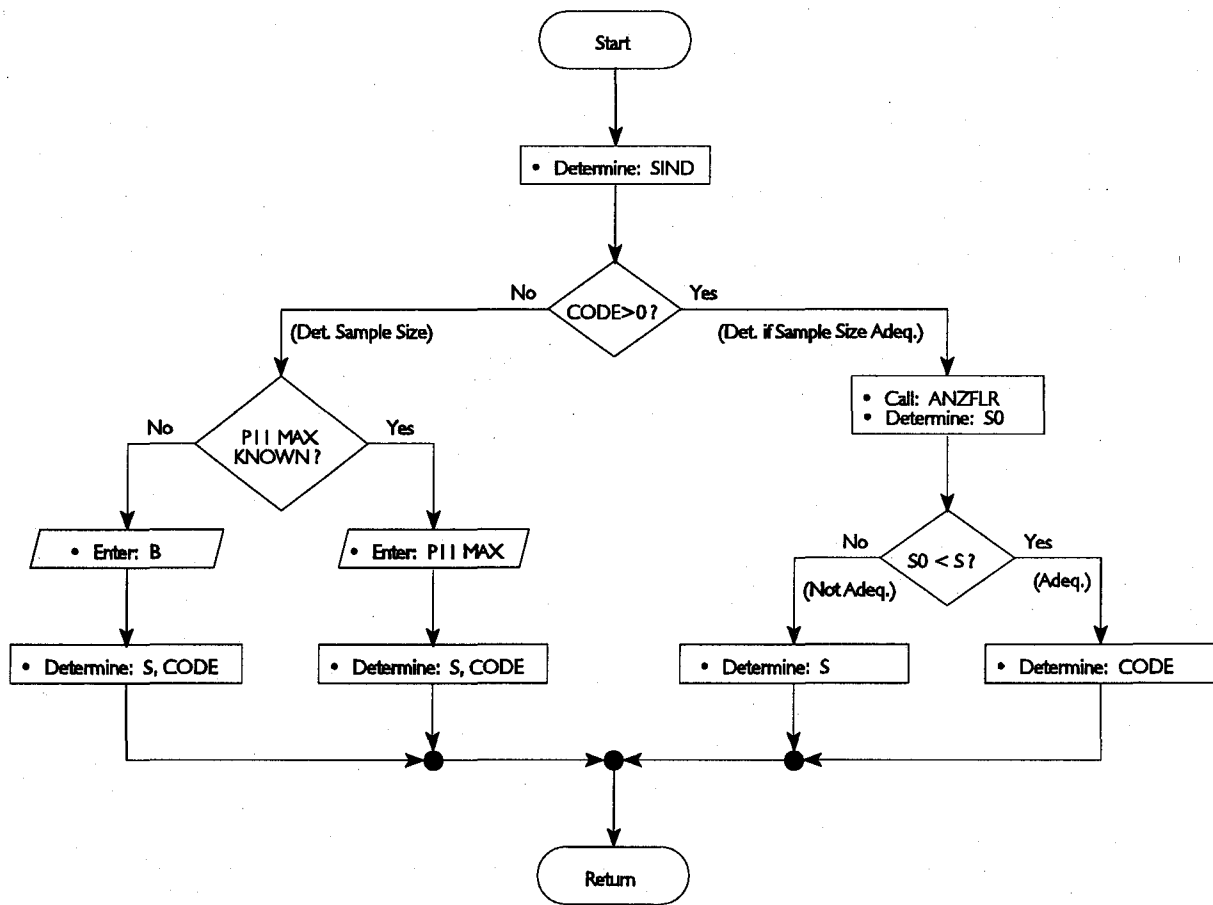 Start
• Determine: SIND
No
CODE>0?
Yes
(Det. Sample Size)
(Det. if Sample Size Adeq.)
• Call: ANZFLR
• Determine: S0
No
P11 MAX
KNOWN?
Yes
• Enter: B
• Enter: P11 MAX
No
S0 < S?
Yes
(Not Adeq.)
(Adeq.)
• Determine: S, CODE
• Determine: S, CODE
• Determine: S
• Determine: CODE
Return